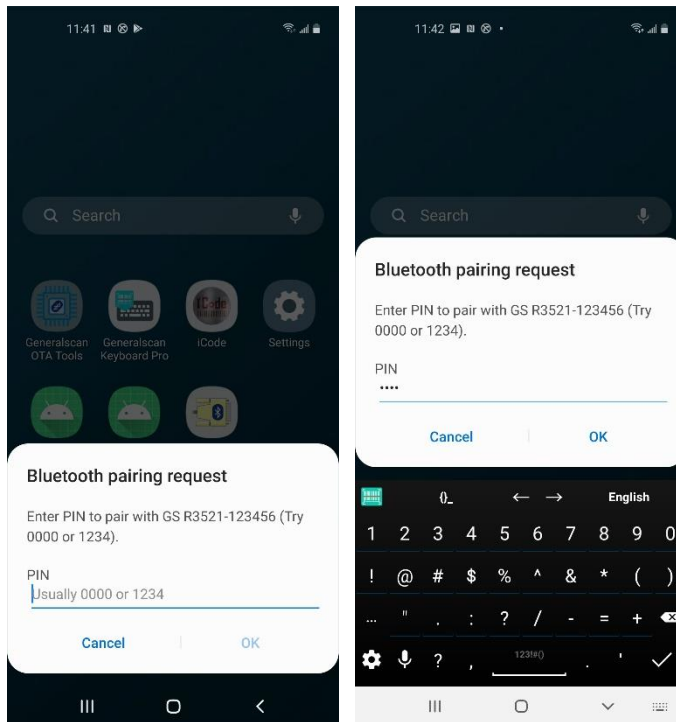 11:41
Search
Generalscan
OTA Tools
Generalscan
Keyboard Pro
iCode
Settings
Bluetooth pairing request
Enter PIN to pair with GS R3521-123456 (Try
0000 or 1234).
PIN
Usually 0000 or 1234
Cancel
OK
11:42
Search
Bluetooth pairing request
Enter PIN to pair with GS R3521-123456 (Try
0000 or 1234).
PIN
••••
Cancel
OK
{}_ ← → English
1 2 3 4 5 6 7 8 9 0
! @ # $ % ^ & * ( )
... " . : ? / - = +
? , 123!#() . '